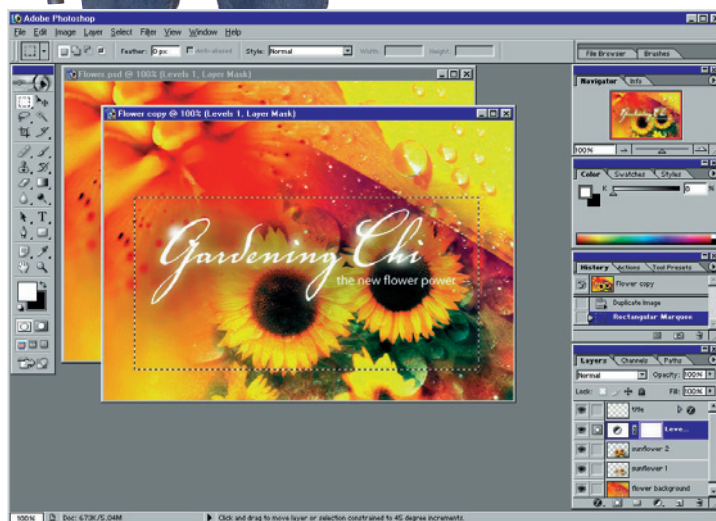 Adobe Photoshop
File Edit Image Layer Select Filter View Window Help
Feather: 0 px Anti-aliased Style: Normal Width: Height:
File Browser Brushes
Flower.psd @ 100% (Levels 1, Layer Mask)
Flower copy @ 100% (Levels 1, Layer Mask)
Gardening Chi
the new flower power
Navigator Info
100%
Color Swatches Styles
K 0 %
History Actions Tool Presets
Flower copy
Duplicate Image
Rectangular Marquee
Layers Channels Paths
Normal Opacity: 100%
Lock: Fill: 100%
title
Leve...
sunflower 2
sunflower 1
flower background
100% Doc: 673K/5.04M Click and drag to move layer or selection constrained to 45 degree increments.